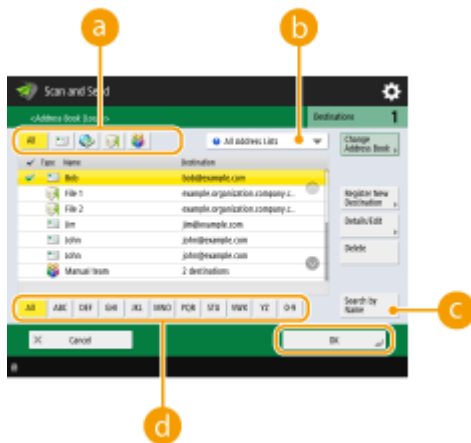 a
b
Scan and Send
<Address Book (Local)>
Destinations 1
All
All Address Lists
Change Address Book
Type Name Destination
Bob bob@example.com
File 1 example.organization.company.c...
File 2 example.organization.company.c...
Jim jim@example.com
John john@example.com
John john@example.com
Manual team 2 destinations
Register New Destination
Details/Edit
Delete
All ABC DEF GHI JKL MNO PQR STU VWX YZ 0-9
Search by Name
c
Cancel
OK
d